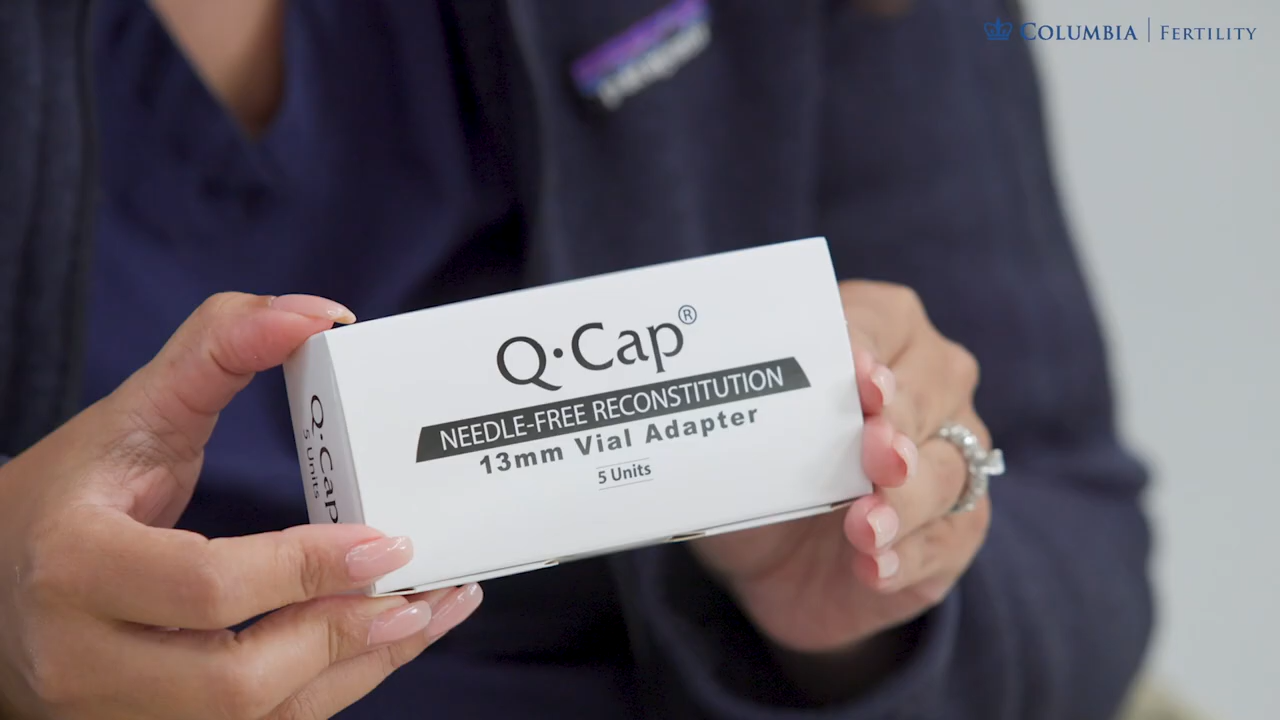 COLUMBIA | FERTILITY
Q·Cap®
NEEDLE-FREE RECONSTITUTION
13mm Vial Adapter
5 Units
Q·Cap
5 Units